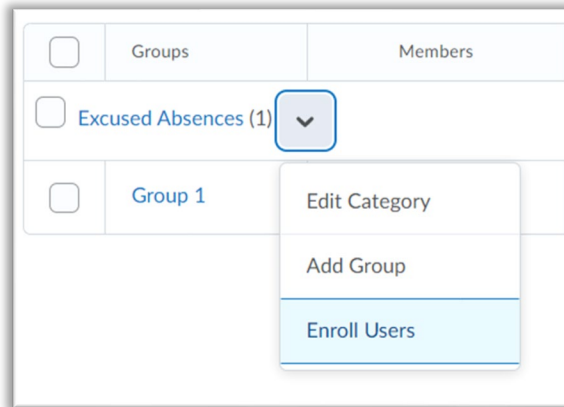 Groups Members
Excused Absences (1)
Group 1
Edit Category
Add Group
Enroll Users